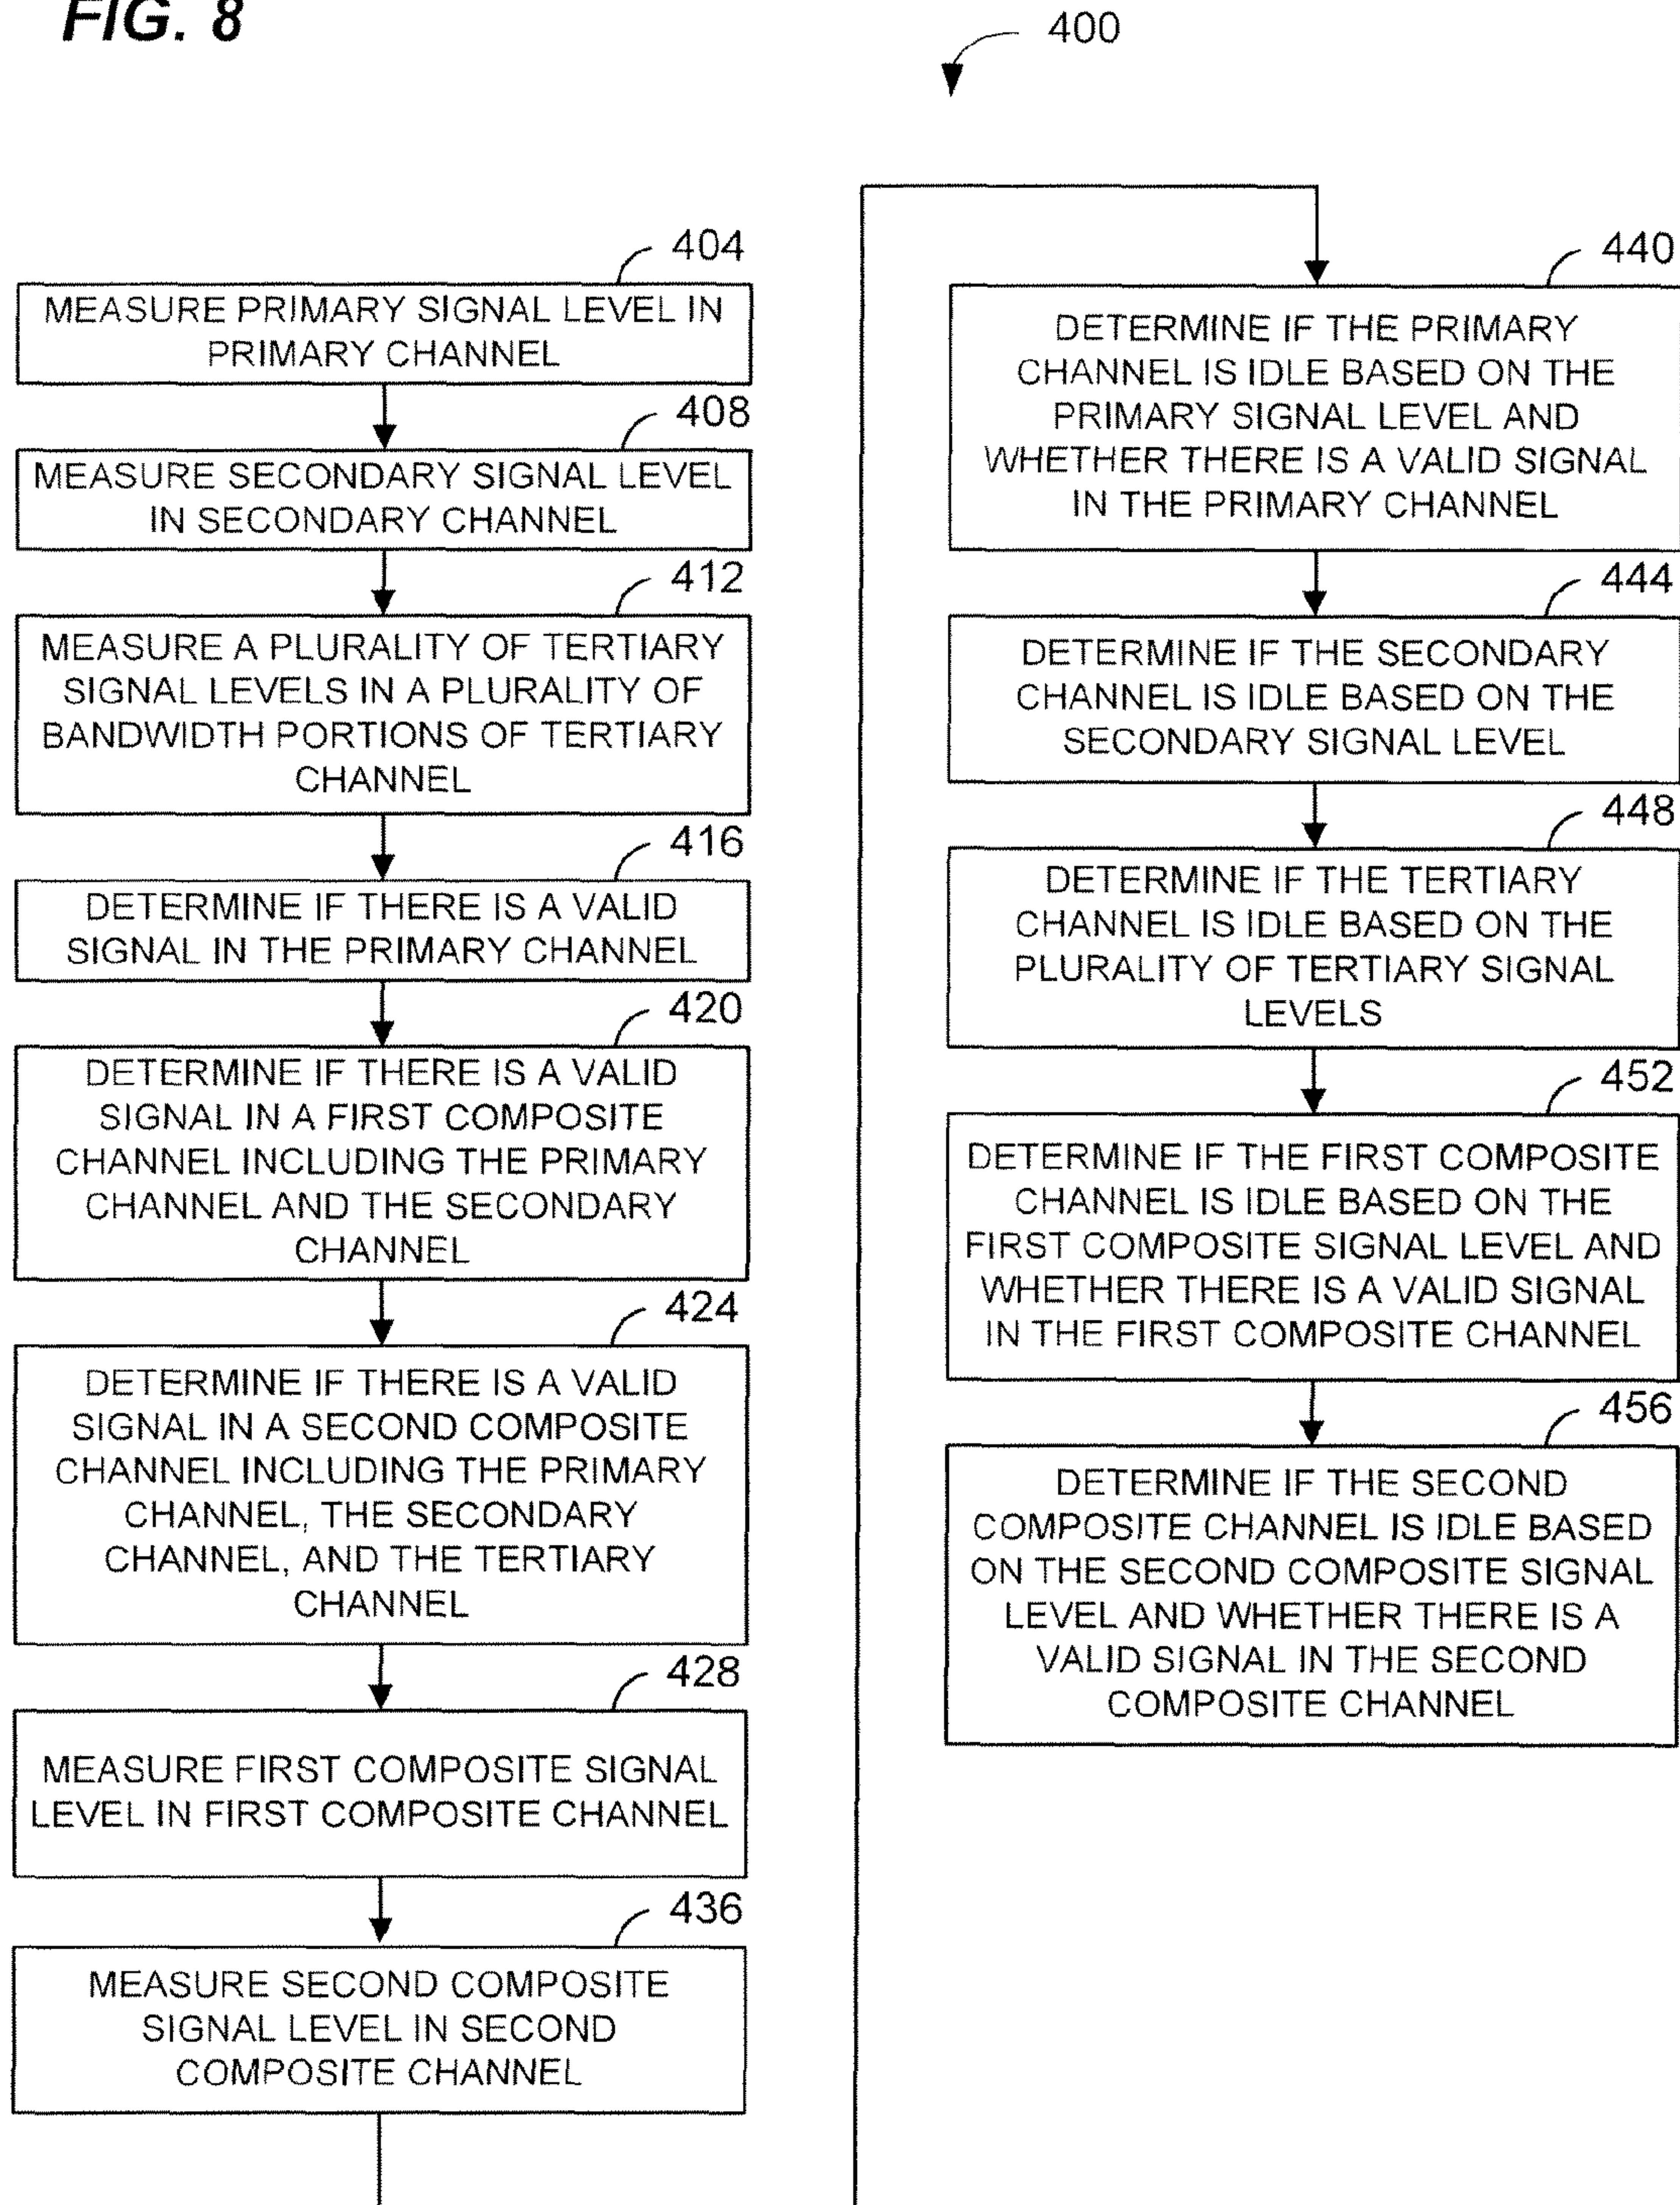 FIG. 8
400
404
MEASURE PRIMARY SIGNAL LEVEL IN
PRIMARY CHANNEL
408
MEASURE SECONDARY SIGNAL LEVEL
IN SECONDARY CHANNEL
412
MEASURE A PLURALITY OF TERTIARY
SIGNAL LEVELS IN A PLURALITY OF
BANDWIDTH PORTIONS OF TERTIARY
CHANNEL
416
DETERMINE IF THERE IS A VALID
SIGNAL IN THE PRIMARY CHANNEL
420
DETERMINE IF THERE IS A VALID
SIGNAL IN A FIRST COMPOSITE
CHANNEL INCLUDING THE PRIMARY
CHANNEL AND THE SECONDARY
CHANNEL
424
DETERMINE IF THERE IS A VALID
SIGNAL IN A SECOND COMPOSITE
CHANNEL INCLUDING THE PRIMARY
CHANNEL, THE SECONDARY
CHANNEL, AND THE TERTIARY
CHANNEL
428
MEASURE FIRST COMPOSITE SIGNAL
LEVEL IN FIRST COMPOSITE CHANNEL
436
MEASURE SECOND COMPOSITE
SIGNAL LEVEL IN SECOND
COMPOSITE CHANNEL
440
DETERMINE IF THE PRIMARY
CHANNEL IS IDLE BASED ON THE
PRIMARY SIGNAL LEVEL AND
WHETHER THERE IS A VALID SIGNAL
IN THE PRIMARY CHANNEL
444
DETERMINE IF THE SECONDARY
CHANNEL IS IDLE BASED ON THE
SECONDARY SIGNAL LEVEL
448
DETERMINE IF THE TERTIARY
CHANNEL IS IDLE BASED ON THE
PLURALITY OF TERTIARY SIGNAL
LEVELS
452
DETERMINE IF THE FIRST COMPOSITE
CHANNEL IS IDLE BASED ON THE
FIRST COMPOSITE SIGNAL LEVEL AND
WHETHER THERE IS A VALID SIGNAL
IN THE FIRST COMPOSITE CHANNEL
456
DETERMINE IF THE SECOND
COMPOSITE CHANNEL IS IDLE BASED
ON THE SECOND COMPOSITE SIGNAL
LEVEL AND WHETHER THERE IS A
VALID SIGNAL IN THE SECOND
COMPOSITE CHANNEL